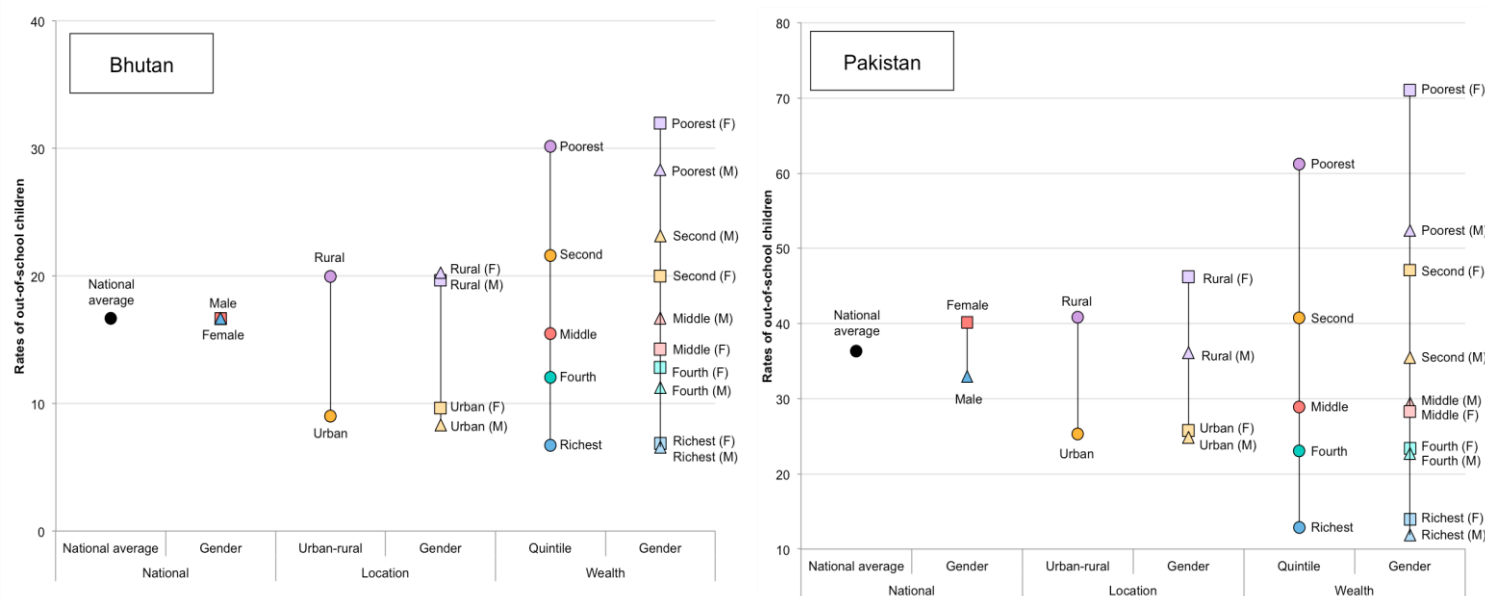 Bhutan
Rates of out-of-school children
40
30
20
10
0
National
average
Male
Female
Rural
Urban
Rural (F)
Rural (M)
Urban (F)
Urban (M)
Poorest
Second
Middle
Fourth
Richest
Poorest (F)
Poorest (M)
Second (M)
Second (F)
Middle (M)
Middle (F)
Fourth (F)
Fourth (M)
Richest (F)
Richest (M)
National average
Gender
Urban-rural
Gender
Quintile
Gender
National
Location
Wealth
Pakistan
Rates of out-of-school children
80
70
60
50
40
30
20
10
National
average
Female
Male
Rural
Urban
Rural (F)
Rural (M)
Urban (F)
Urban (M)
Poorest
Second
Middle
Fourth
Richest
Poorest (F)
Poorest (M)
Second (F)
Second (M)
Middle (M)
Middle (F)
Fourth (F)
Fourth (M)
Richest (F)
Richest (M)
National average
Gender
Urban-rural
Gender
Quintile
Gender
National
Location
Wealth